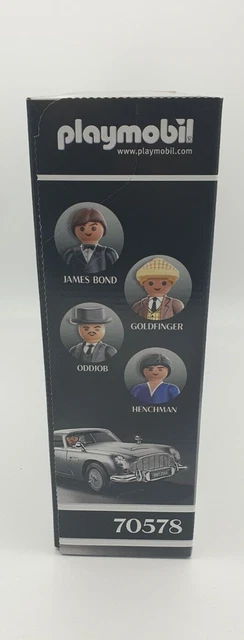 playmobil
www.playmobil.com
JAMES BOND
GOLDFINGER
ODDJOB
HENCHMAN
70578